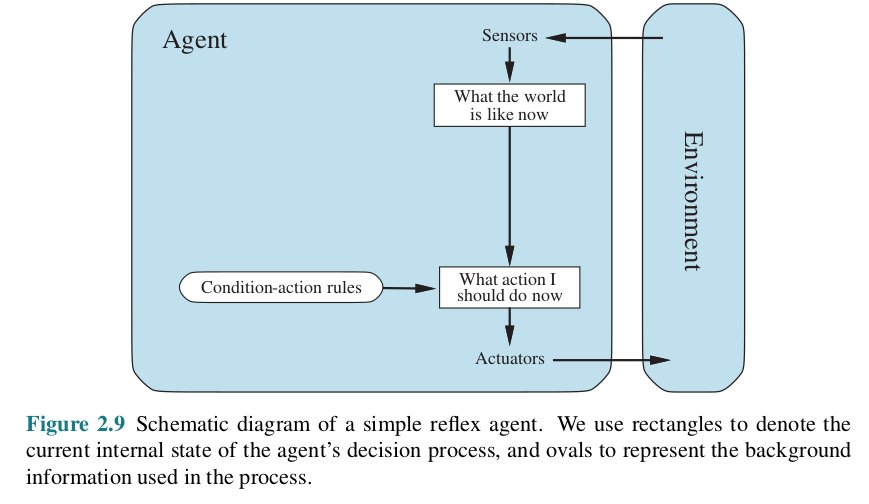 Agent
Sensors
What the world
is like now
Environment
Condition-action rules
What action I
should do now
Actuators
Figure 2.9 Schematic diagram of a simple reflex agent. We use rectangles to denote the
current internal state of the agent's decision process, and ovals to represent the background
information used in the process.